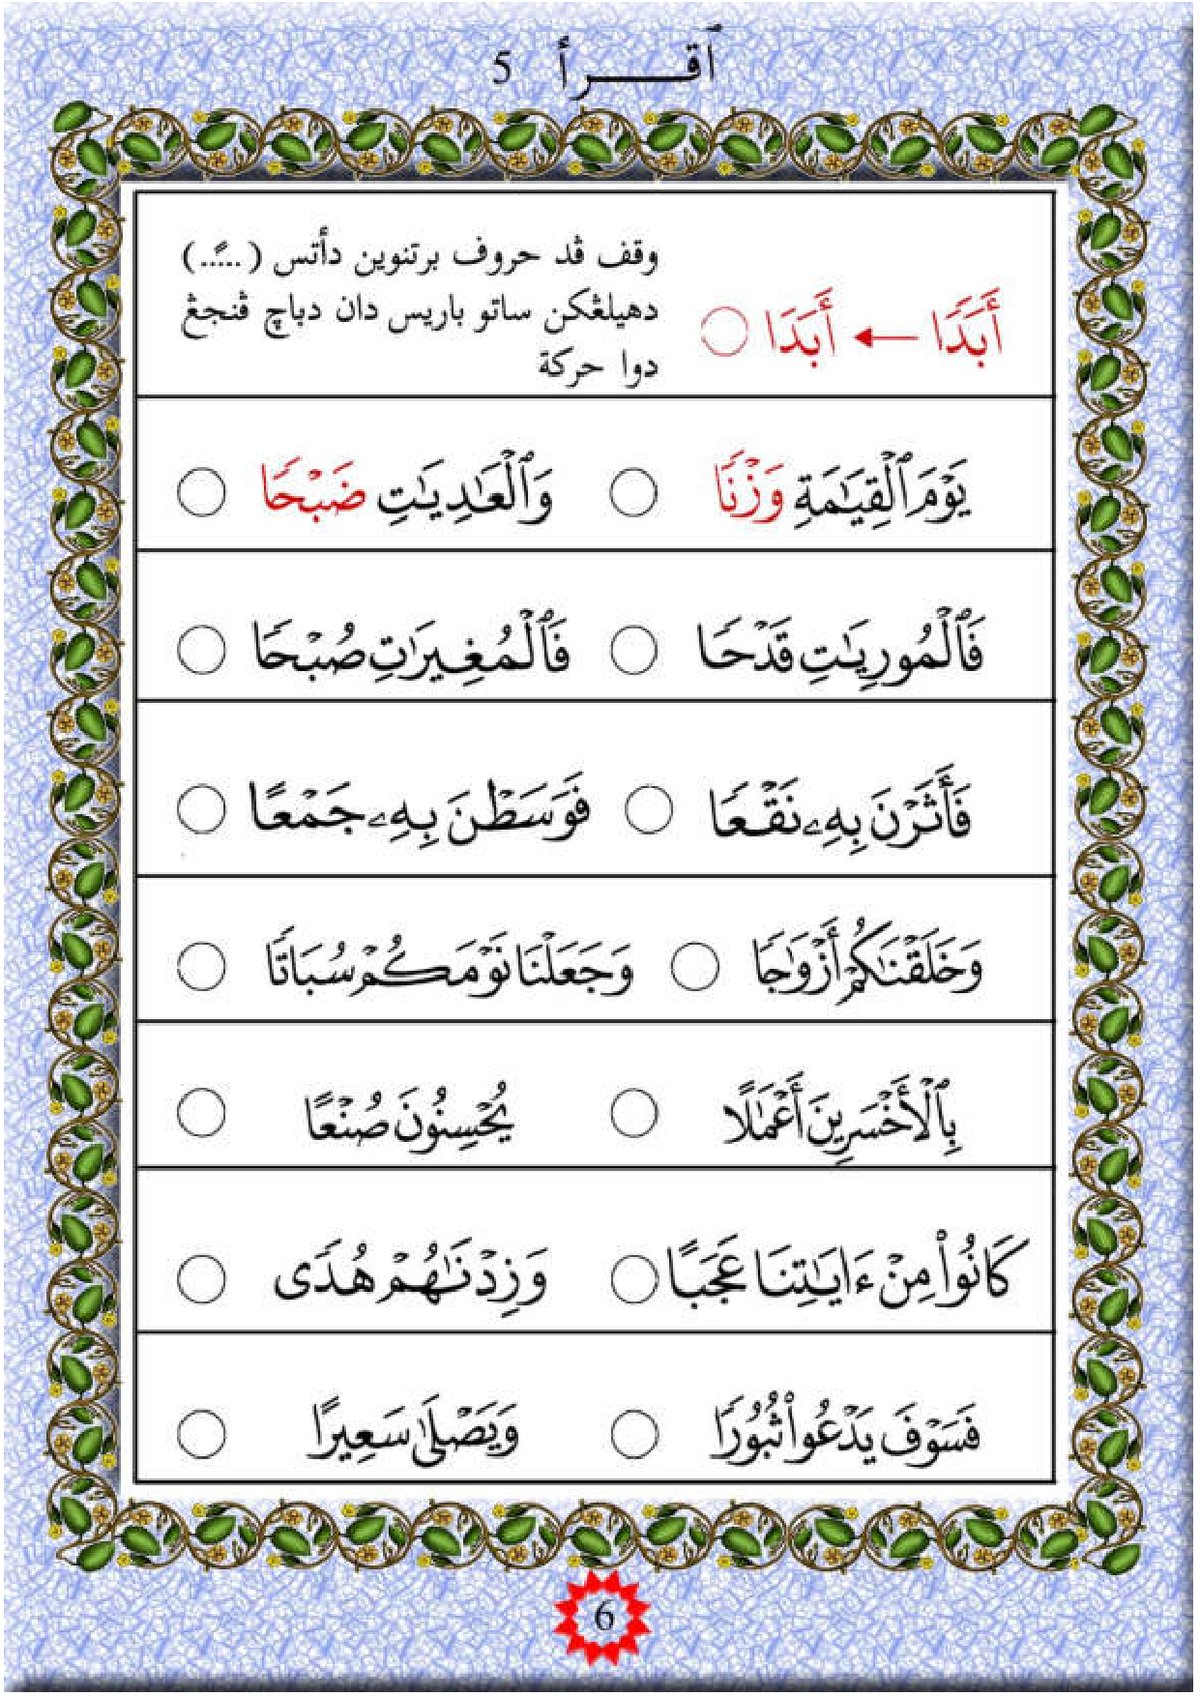 ٱقـــرأ 5
وقف ڤد حروف برتنوين دأتس (..ً..)
دهيلڠكن ساتو باريس دان دباچ ڤنجڠ
دوا حركة
أَبَدًا ← أَبَدَا ○
يَوْمَ ٱلْقِيَٰمَةِ وَزْنًا ○ وَٱلْعَٰدِيَٰتِ ضَبْحًا ○
فَٱلْمُورِيَٰتِ قَدْحًا ○ فَٱلْمُغِيرَٰتِ صُبْحًا ○
فَأَثَرْنَ بِهِۦ نَقْعًا ○ فَوَسَطْنَ بِهِۦ جَمْعًا ○
وَخَلَقْنَٰكُمْ أَزْوَٰجًا ○ وَجَعَلْنَا نَوْمَكُمْ سُبَاتًا ○
بِٱلْأَخْسَرِينَ أَعْمَٰلًا ○ يُحْسِنُونَ صُنْعًا ○
كَانُوا۟ مِنْ ءَايَٰتِنَا عَجَبًا ○ وَزِدْنَٰهُمْ هُدًى ○
فَسَوْفَ يَدْعُوا۟ ثُبُورًا ○ وَيَصْلَىٰ سَعِيرًا ○
6